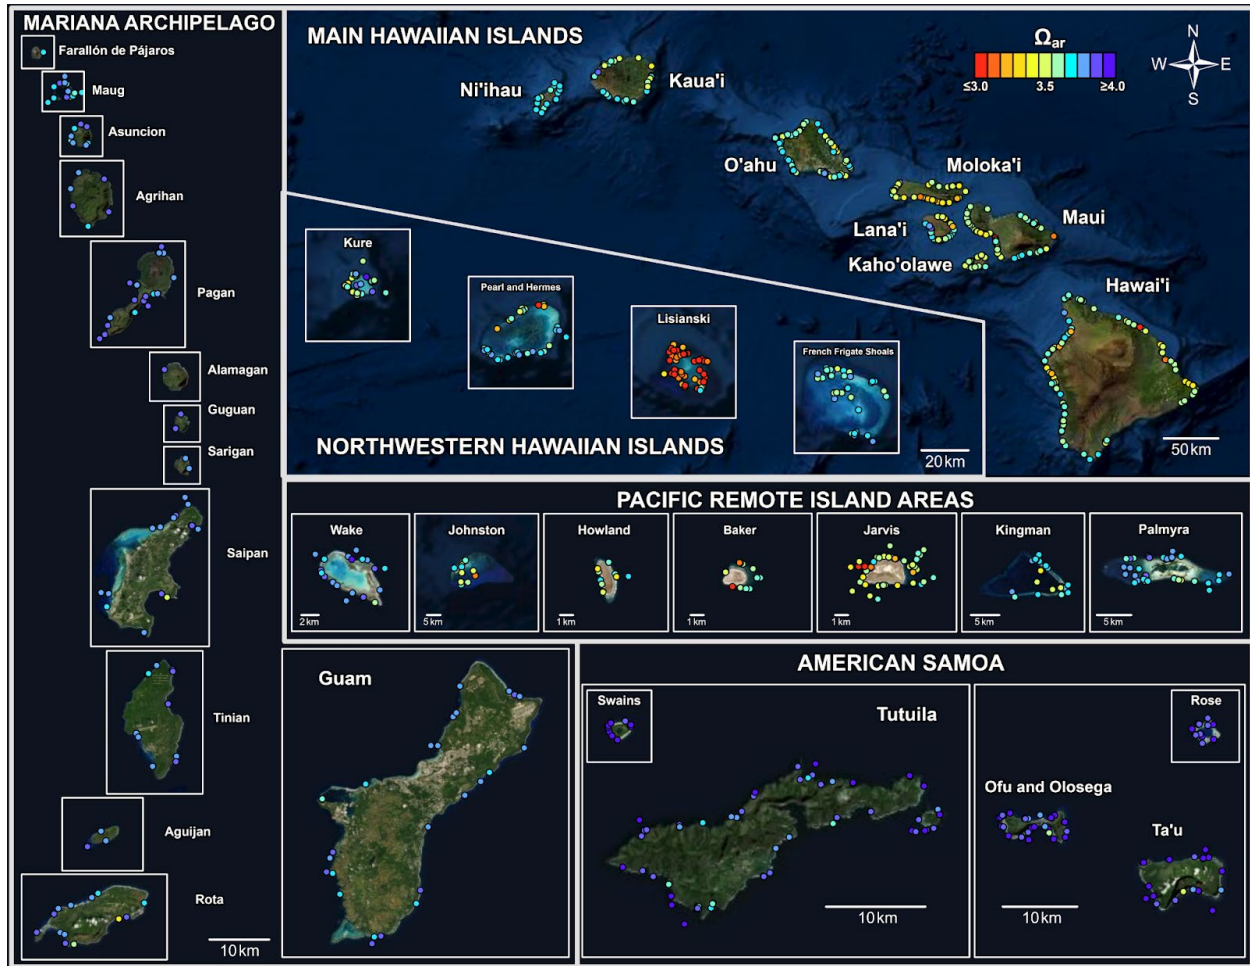 MARIANA ARCHIPELAGO
Farallón de Pájaros
Maug
Asuncion
Agrihan
Pagan
Alamagan
Guguan
Sarigan
Saipan
Tinian
Aguijan
Rota
10 km
MAIN HAWAIIAN ISLANDS
Ωar
≤3.0 3.5 ≥4.0
N
W E
S
Ni'ihau
Kaua'i
O'ahu
Moloka'i
Lana'i
Maui
Kaho'olawe
Hawai'i
50 km
Kure
Pearl and Hermes
Lisianski
French Frigate Shoals
NORTHWESTERN HAWAIIAN ISLANDS
20 km
PACIFIC REMOTE ISLAND AREAS
Wake
2 km
Johnston
5 km
Howland
1 km
Baker
1 km
Jarvis
1 km
Kingman
5 km
Palmyra
5 km
Guam
AMERICAN SAMOA
Swains
Tutuila
10 km
Rose
Ofu and Olosega
Ta'u
10 km